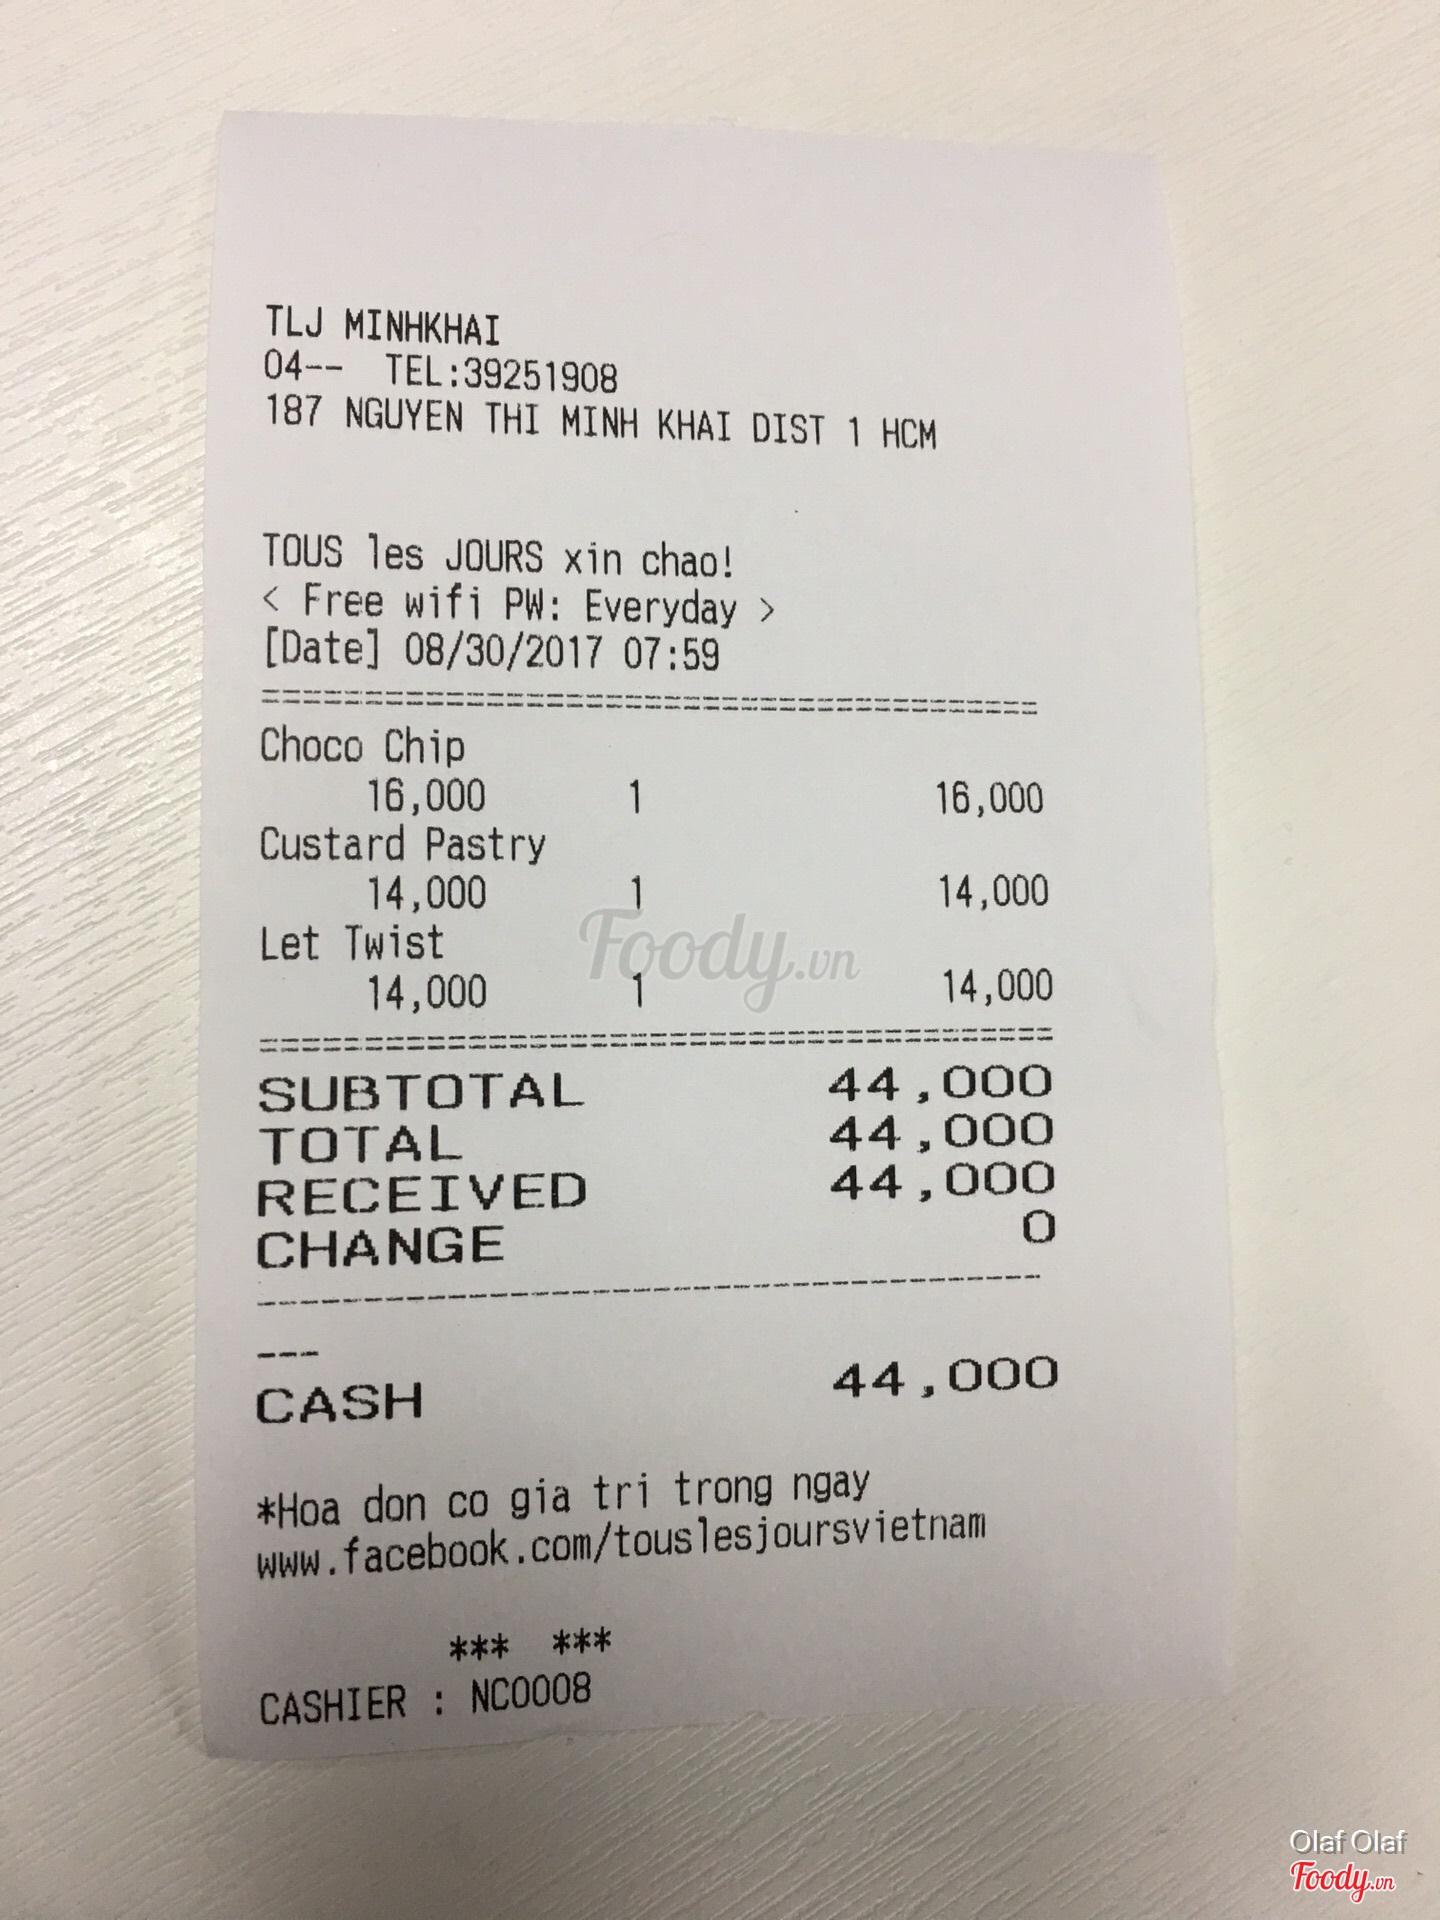 TLJ MINHKHAI
04-- TEL:39251908
187 NGUYEN THI MINH KHAI DIST 1 HCM
TOUS les JOURS xin chao!
< Free wifi PW: Everyday >
[Date] 08/30/2017 07:59
======================================
Choco Chip
16,000 1 16,000
Custard Pastry
14,000 1 14,000
Let Twist
14,000 1 14,000
Foody.vn
======================================
SUBTOTAL 44,000
TOTAL 44,000
RECEIVED 44,000
CHANGE 0
--------------------------------------
---
CASH 44,000
*Hoa don co gia tri trong ngay
www.facebook.com/touslesjoursvietnam
*** ***
CASHIER : NC0008
Olaf Olaf
Foody.vn